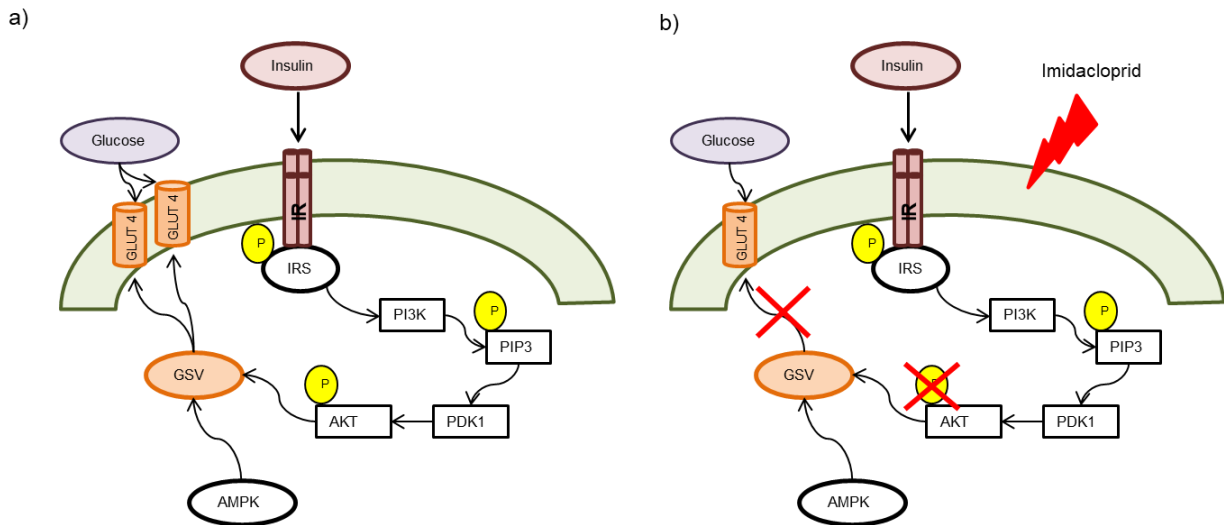 a)
Insulin
Glucose
GLUT 4
GLUT 4
IR
P
IRS
PI3K
P
PIP3
GSV
P
AKT
PDK1
AMPK
b)
Insulin
Imidacloprid
Glucose
GLUT 4
IR
P
IRS
PI3K
P
PIP3
GSV
AKT
PDK1
AMPK